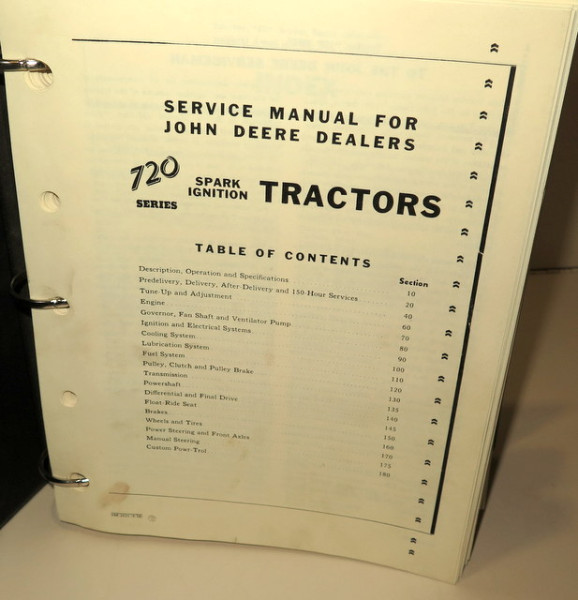 SERVICE MANUAL FOR
JOHN DEERE DEALERS
720 SERIES SPARK IGNITION TRACTORS
TABLE OF CONTENTS
Section
Description, Operation and Specifications 10
Predelivery, Delivery, After-Delivery and 150-Hour Services 20
Tune-Up and Adjustment 40
Engine 60
Governor, Fan Shaft and Ventilator Pump 70
Ignition and Electrical Systems 80
Cooling System 90
Lubrication System 100
Fuel System 110
Pulley, Clutch and Pulley Brake 120
Transmission 130
Powershaft 135
Differential and Final Drive 140
Float-Ride Seat 145
Brakes 150
Wheels and Tires 160
Power Steering and Front Axles 170
Manual Steering 175
Custom Powr-Trol 180